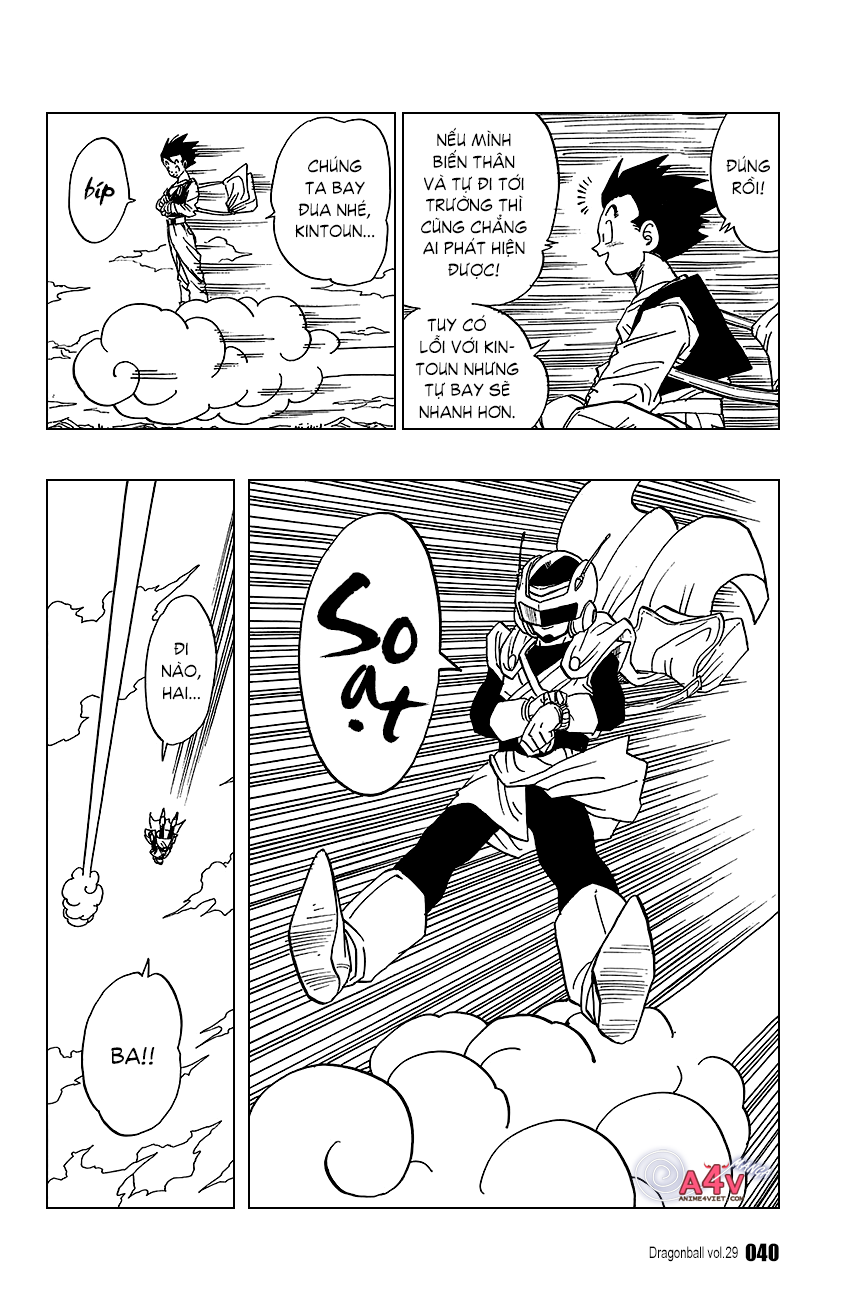 ĐÚNG
RỒI!
NẾU MÌNH
BIẾN THÂN
VÀ TỰ ĐI TỚI
TRƯỜNG THÌ
CŨNG CHẲNG
AI PHÁT HIỆN
ĐƯỢC!
TUY CÓ
LỖI VỚI KIN-
TOUN NHƯNG
TỰ BAY SẼ
NHANH HƠN.
CHÚNG
TA BAY
ĐUA NHÉ,
KINTOUN...
bíp
Soạt
ĐI
NÀO,
HAI...
BA!!
A4V
ANIME4VIET.COM
Dragonball vol.29 040